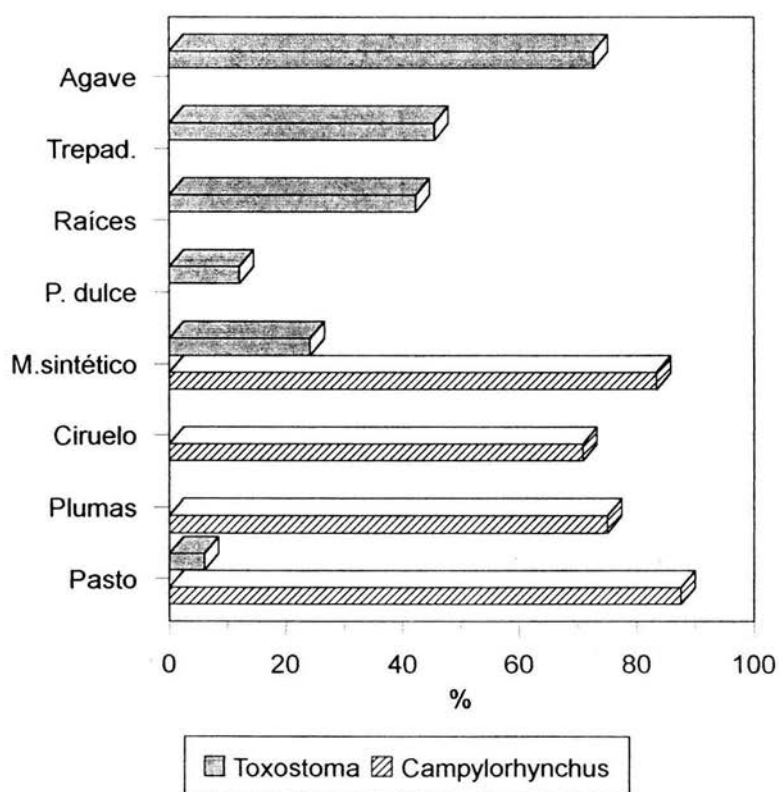 Agave
Trepad.
Raíces
P. dulce
M.sintético
Ciruelo
Plumas
Pasto
0 20 40 60 80 100
%
Toxostoma Campylorhynchus